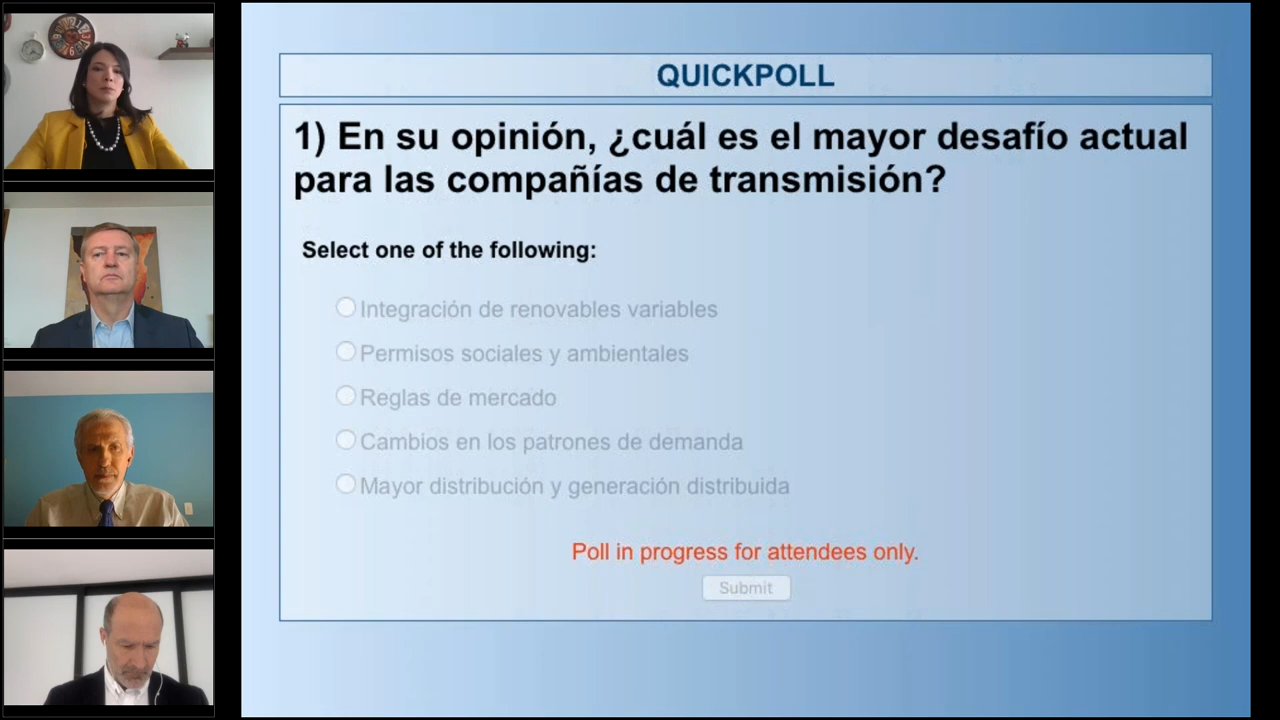 QUICKPOLL
1) En su opinión, ¿cuál es el mayor desafío actual
para las compañías de transmisión?
Select one of the following:
Integración de renovables variables
Permisos sociales y ambientales
Reglas de mercado
Cambios en los patrones de demanda
Mayor distribución y generación distribuida
Poll in progress for attendees only.
Submit